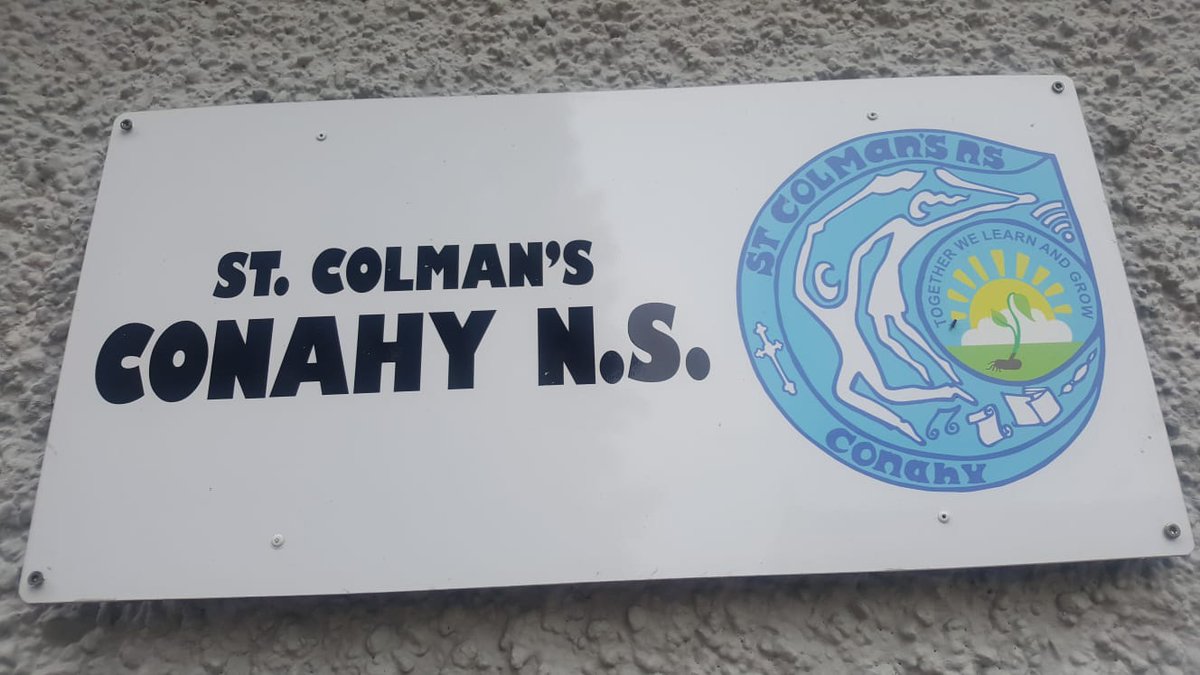 ST. COLMAN'S
CONAHY N.S.
ST COLMan'S nS
TOGETHER WE LEARN AND GROW
Conahy